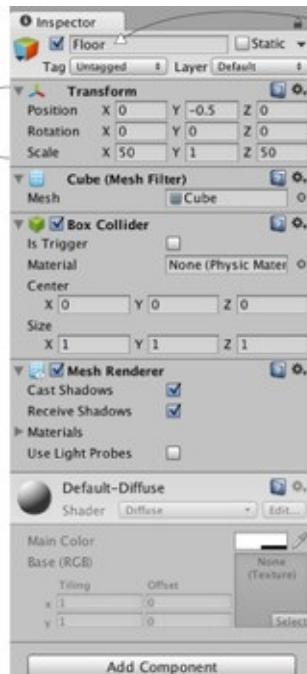 Inspector
Floor Static
Tag Untagged Layer Default
Transform
Position X 0 Y -0.5 Z 0
Rotation X 0 Y 0 Z 0
Scale X 50 Y 1 Z 50
Cube (Mesh Filter)
Mesh Cube
Box Collider
Is Trigger
Material None (Physic Mater
Center
X 0 Y 0 Z 0
Size
X 1 Y 1 Z 1
Mesh Renderer
Cast Shadows
Receive Shadows
Materials
Use Light Probes
Default-Diffuse
Shader Diffuse Edit...
Main Color
Base (RGB) None
(Texture)
Tiling Offset
x 1 0
y 1 0 Select
Add Component